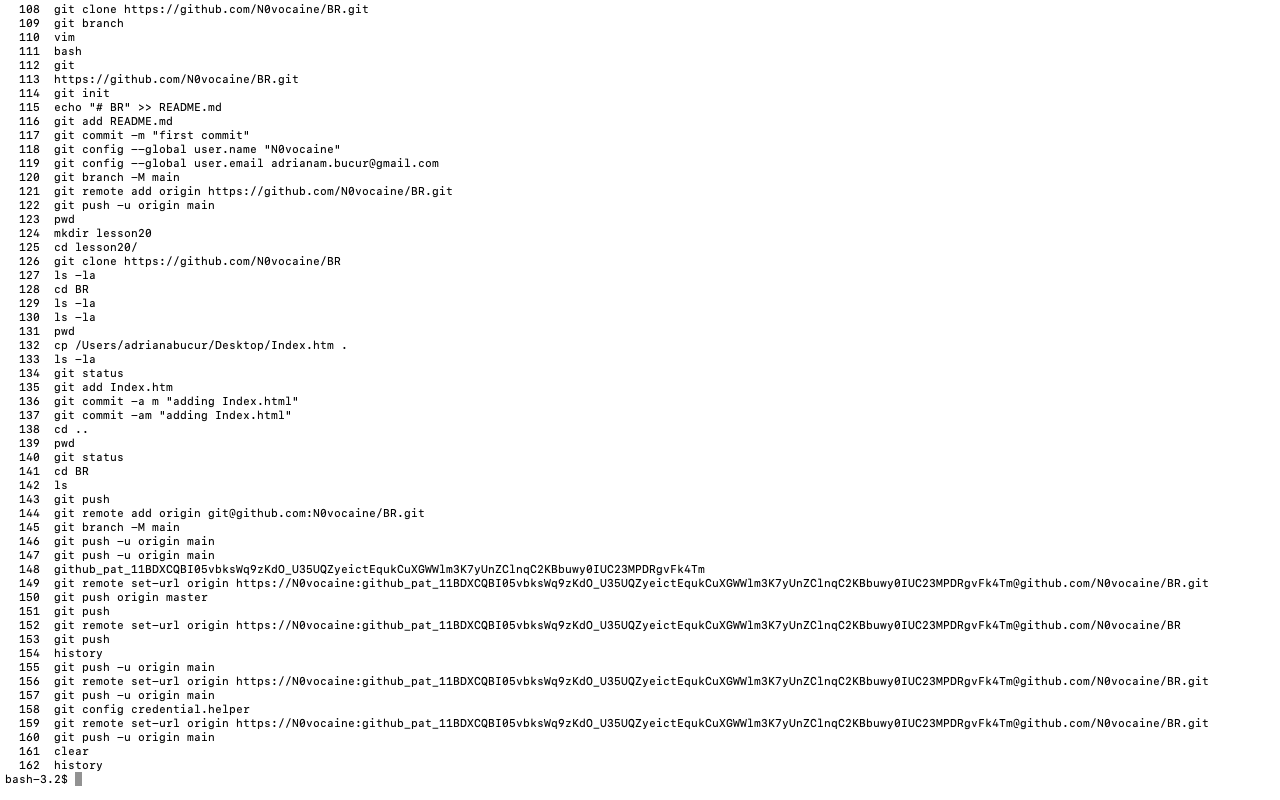 108 git clone https://github.com/N0vocaine/BR.git
109 git branch
110 vim
111 bash
112 git
113 https://github.com/N0vocaine/BR.git
114 git init
115 echo "# BR" >> README.md
116 git add README.md
117 git commit -m "first commit"
118 git config --global user.name "N0vocaine"
119 git config --global user.email adrianam.bucur@gmail.com
120 git branch -M main
121 git remote add origin https://github.com/N0vocaine/BR.git
122 git push -u origin main
123 pwd
124 mkdir lesson20
125 cd lesson20/
126 git clone https://github.com/N0vocaine/BR
127 ls -la
128 cd BR
129 ls -la
130 ls -la
131 pwd
132 cp /Users/adrianabucur/Desktop/Index.htm .
133 ls -la
134 git status
135 git add Index.htm
136 git commit -a m "adding Index.html"
137 git commit -am "adding Index.html"
138 cd ..
139 pwd
140 git status
141 cd BR
142 ls
143 git push
144 git remote add origin git@github.com:N0vocaine/BR.git
145 git branch -M main
146 git push -u origin main
147 git push -u origin main
148 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
149 git remote set-url origin https://N0vocaine: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@github.com/N0vocaine/BR.git
150 git push origin master
151 git push
152 git remote set-url origin https://N0vocaine: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@github.com/N0vocaine/BR
153 git push
154 history
155 git push -u origin main
156 git remote set-url origin https://N0vocaine: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@github.com/N0vocaine/BR.git
157 git push -u origin main
158 git config credential.helper
159 git remote set-url origin https://N0vocaine: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@github.com/N0vocaine/BR.git
160 git push -u origin main
161 clear
162 history
bash-3.2$